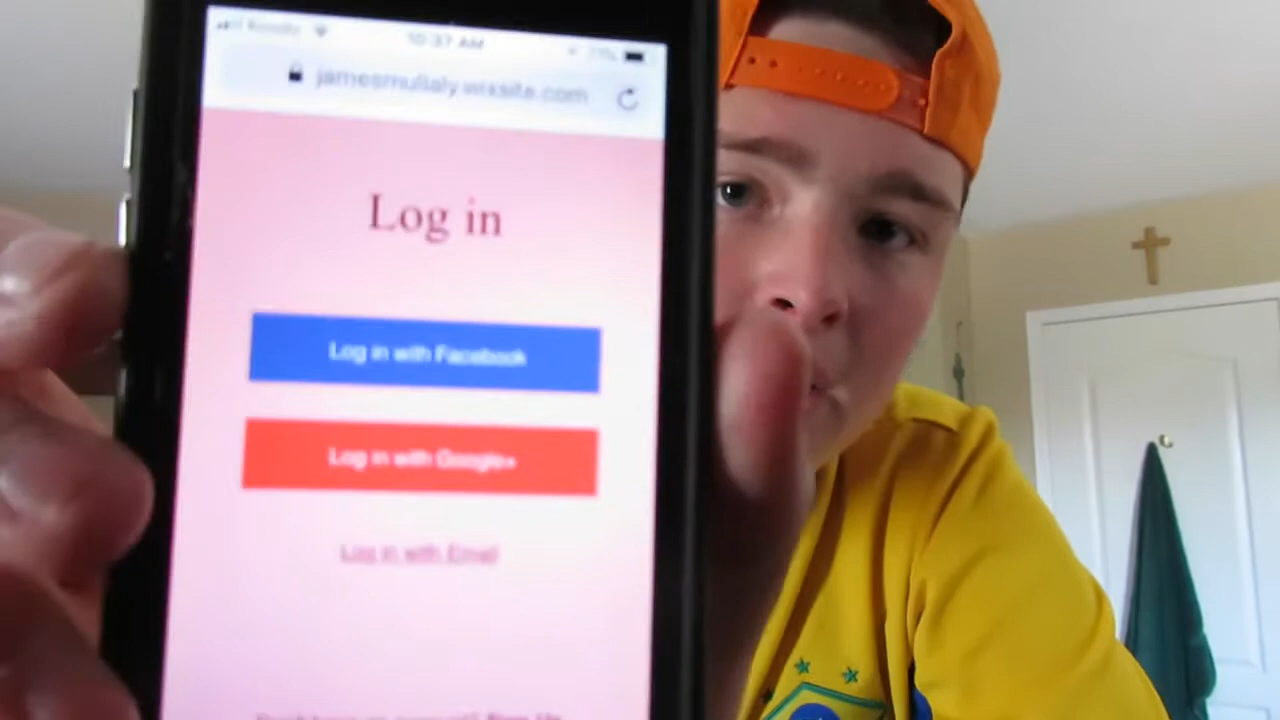 10:37 AM
jamesmullaly.wixsite.com
Log in
Log in with Facebook
Log in with Google+
Log in with Email